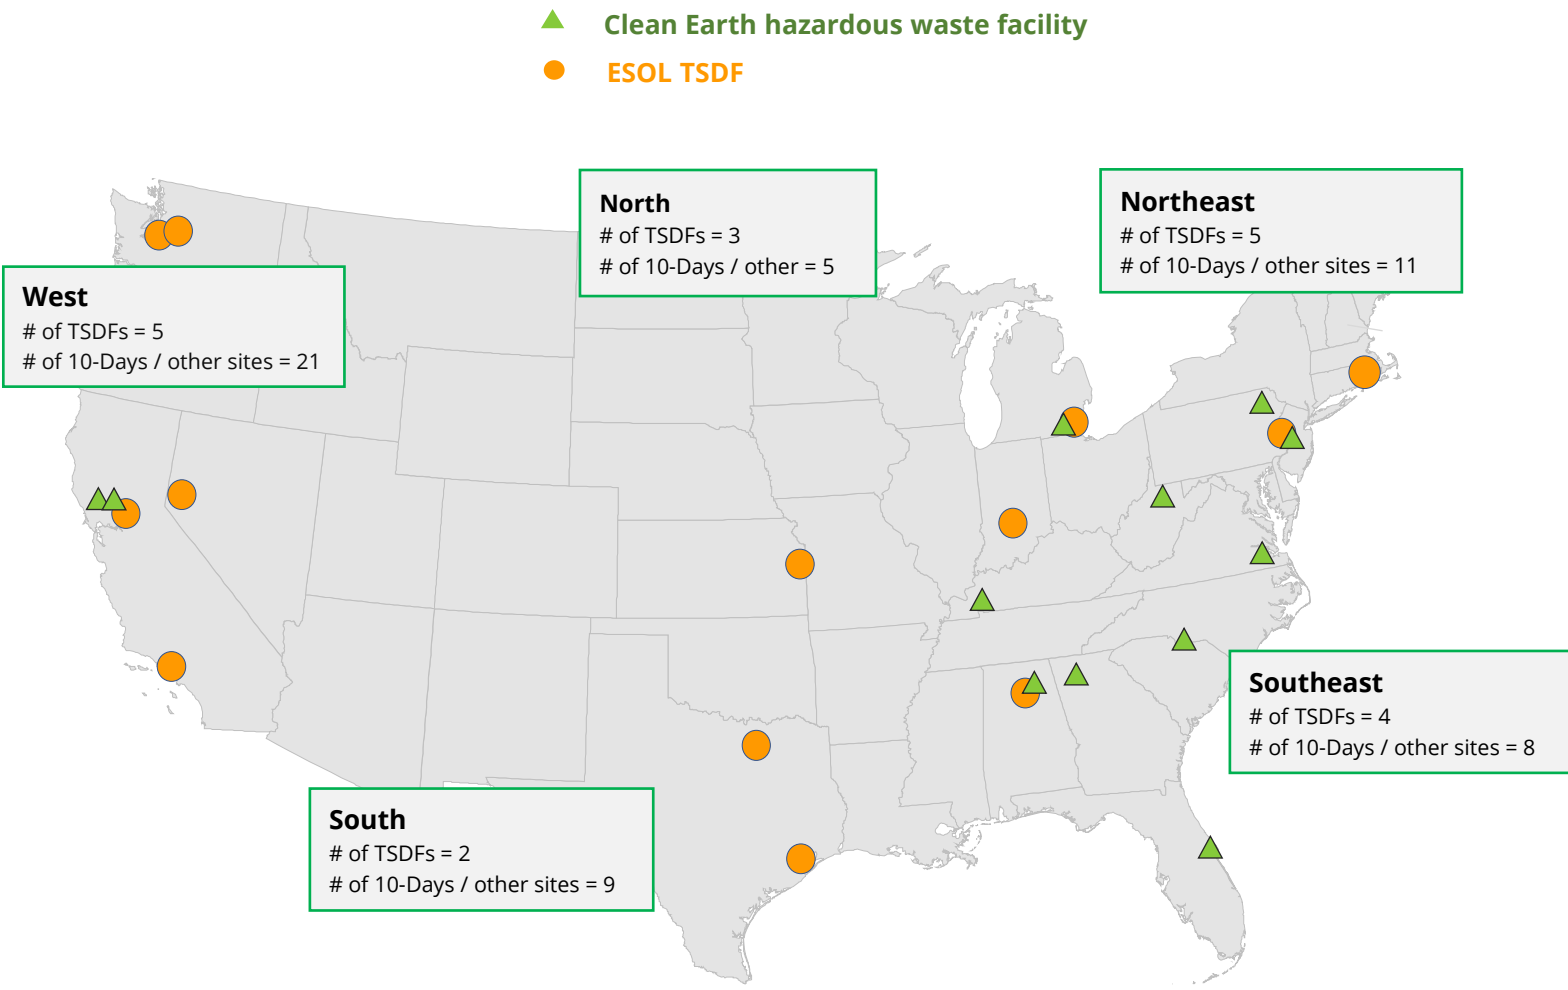 Clean Earth hazardous waste facility
ESOL TSDF
North
# of TSDFs = 3
# of 10-Days / other = 5
Northeast
# of TSDFs = 5
# of 10-Days / other sites = 11
West
# of TSDFs = 5
# of 10-Days / other sites = 21
Southeast
# of TSDFs = 4
# of 10-Days / other sites = 8
South
# of TSDFs = 2
# of 10-Days / other sites = 9